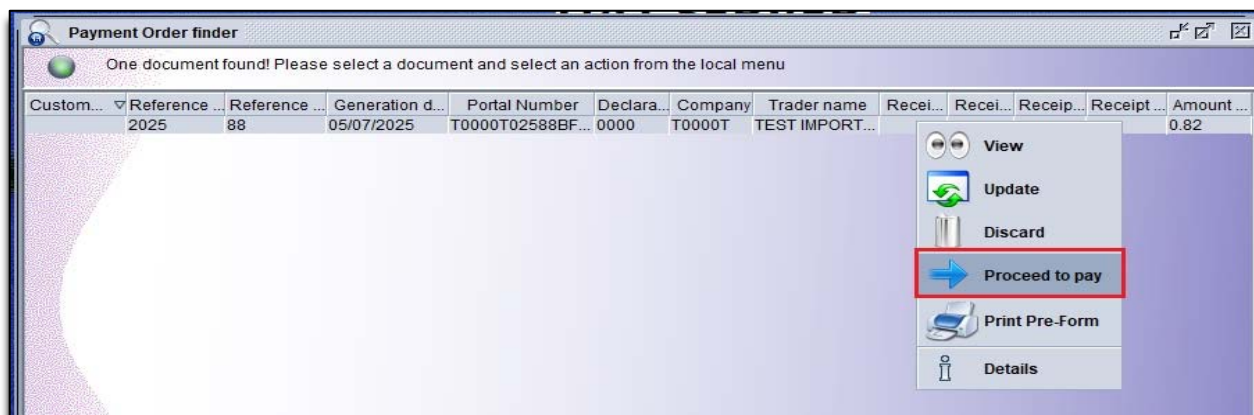 Payment Order finder
One document found! Please select a document and select an action from the local menu
Custom... Reference ... Reference ... Generation d... Portal Number Declara... Company Trader name Recei... Recei... Receip... Receipt ... Amount ...
2025 88 05/07/2025 T0000T02588BF... 0000 T0000T TEST IMPORT... 0.82
View
Update
Discard
Proceed to pay
Print Pre-Form
Details